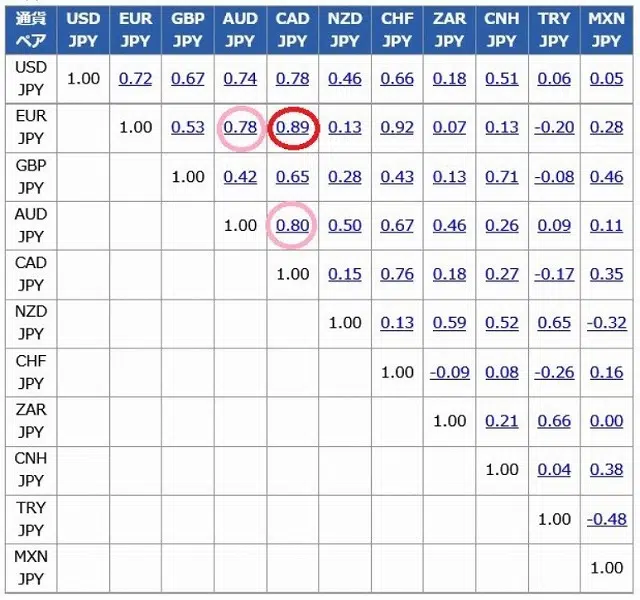 通貨 USD EUR GBP AUD CAD NZD CHF ZAR CNH TRY MXN
ペア JPY JPY JPY JPY JPY JPY JPY JPY JPY JPY JPY
USD
JPY 1.00 0.72 0.67 0.74 0.78 0.46 0.66 0.18 0.51 0.06 0.05
EUR
JPY 1.00 0.53 0.78 0.89 0.13 0.92 0.07 0.13 -0.20 0.28
GBP
JPY 1.00 0.42 0.65 0.28 0.43 0.13 0.71 -0.08 0.46
AUD
JPY 1.00 0.80 0.50 0.67 0.46 0.26 0.09 0.11
CAD
JPY 1.00 0.15 0.76 0.18 0.27 -0.17 0.35
NZD
JPY 1.00 0.13 0.59 0.52 0.65 -0.32
CHF
JPY 1.00 -0.09 0.08 -0.26 0.16
ZAR
JPY 1.00 0.21 0.66 0.00
CNH
JPY 1.00 0.04 0.38
TRY
JPY 1.00 -0.48
MXN
JPY 1.00